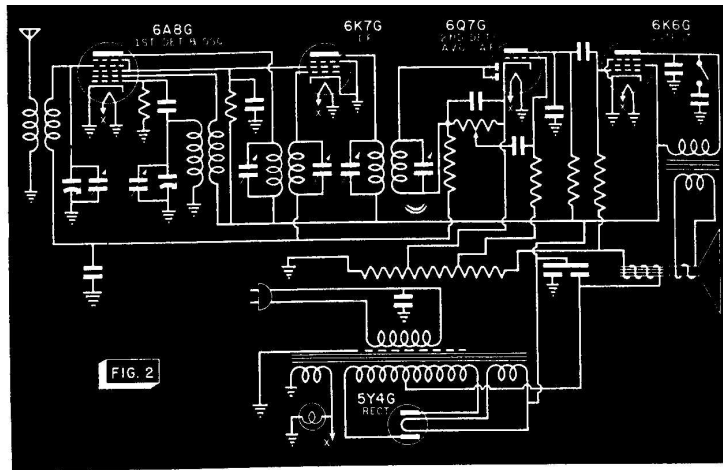 6A8G
1ST DET. & OSC.
6K7G
I.F.
6Q7G
2ND DET.
A.V.C. A.F.
6K6G
X
X
X
X
FIG. 2
5Y4G
RECT.
X